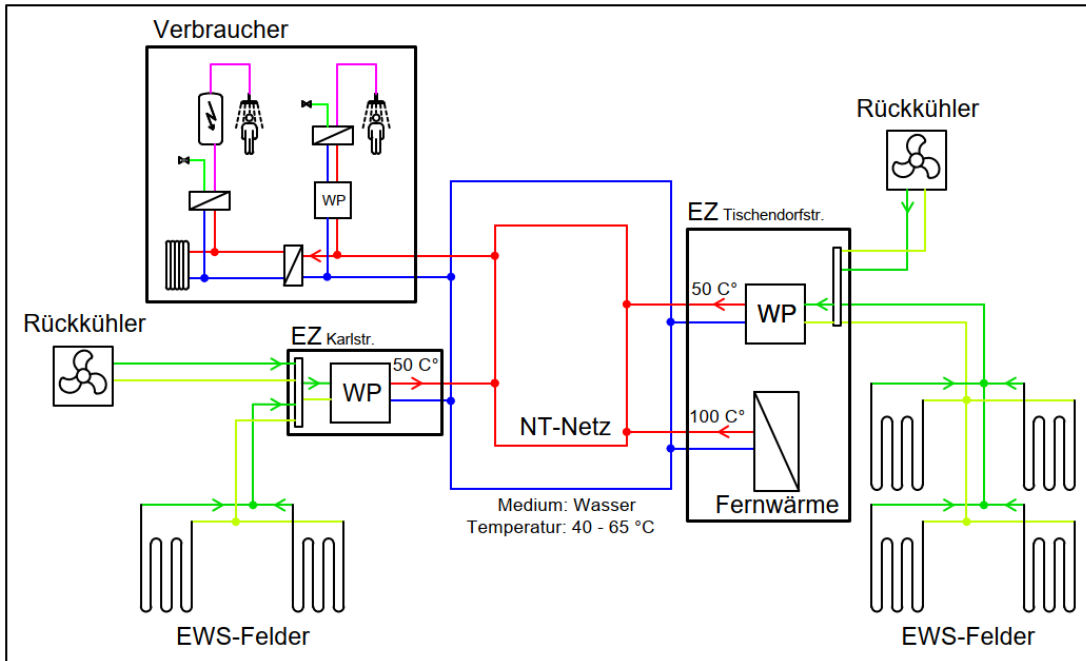 Verbraucher
WP
Rückkühler
EZ Tischendorfstr.
50 C°
WP
Rückkühler
EZ Karlstr.
50 C°
WP
100 C°
NT-Netz
Fernwärme
Medium: Wasser
Temperatur: 40 - 65 °C
EWS-Felder
EWS-Felder